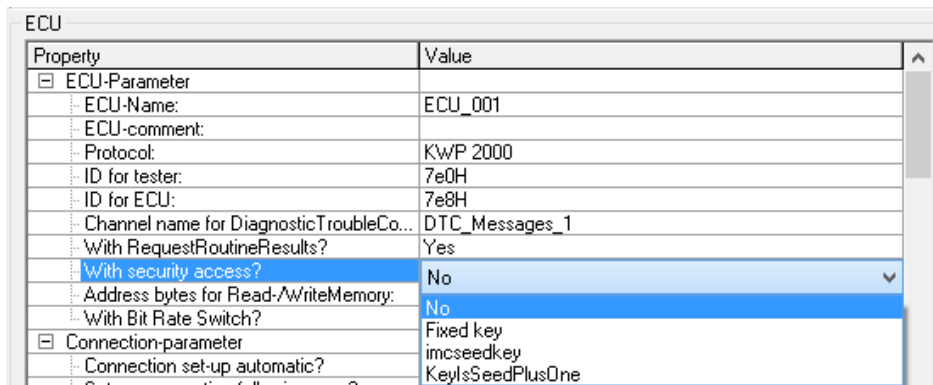 ECU
Property Value
ECU-Parameter
ECU-Name: ECU_001
ECU-comment:
Protocol: KWP 2000
ID for tester: 7e0H
ID for ECU: 7e8H
Channel name for DiagnosticTroubleCo... DTC_Messages_1
With RequestRoutineResults? Yes
With security access? No
Address bytes for Read-/WriteMemory:
No
With Bit Rate Switch?
Fixed key
Connection-parameter
imcseedkey
Connection set-up automatic?
KeyIsSeedPlusOne